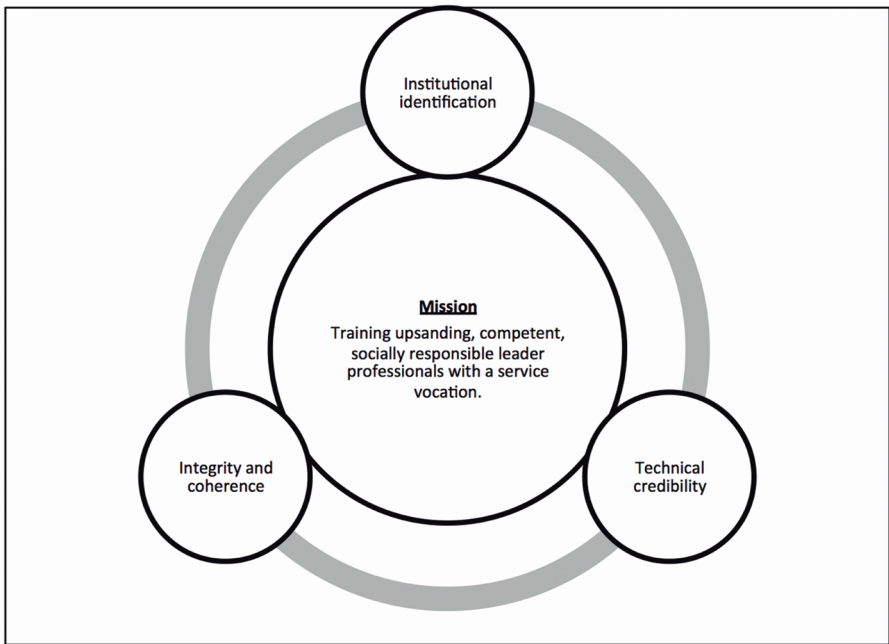 Institutional
identification
Mission
Training upsanding, competent,
socially responsible leader
professionals with a service
vocation.
Integrity and
coherence
Technical
credibility